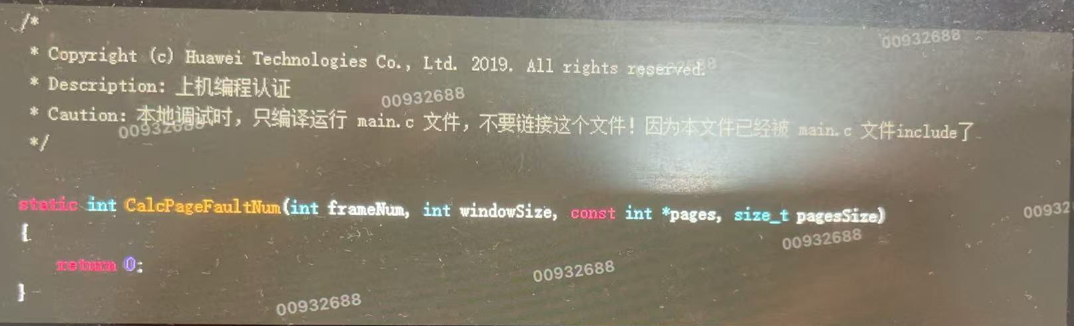 /*
* Copyright (c) Huawei Technologies Co., Ltd. 2019. All rights reserved.
* Description: 上机编程认证
* Caution: 本地调试时, 只编译运行 main.c 文件, 不要链接这个文件! 因为本文件已经被 main.c 文件include了
*/
static int CalcPageFaultNum(int frameNum, int windowSize, const int *pages, size_t pagesSize)
{
return 0;
}
00932688
00932688
00932688
00932688
00932688
00932688